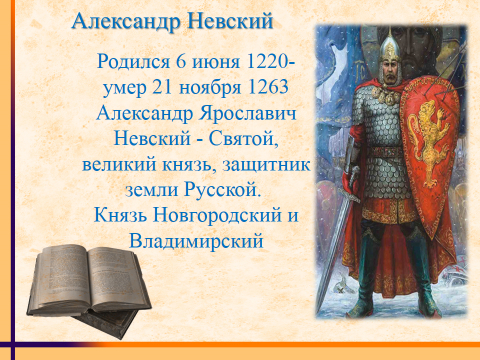 Александр Невский
Родился 6 июня 1220-
умер 21 ноября 1263
Александр Ярославич
Невский - Святой,
великий князь, защитник
земли Русской.
Князь Новгородский и
Владимирский